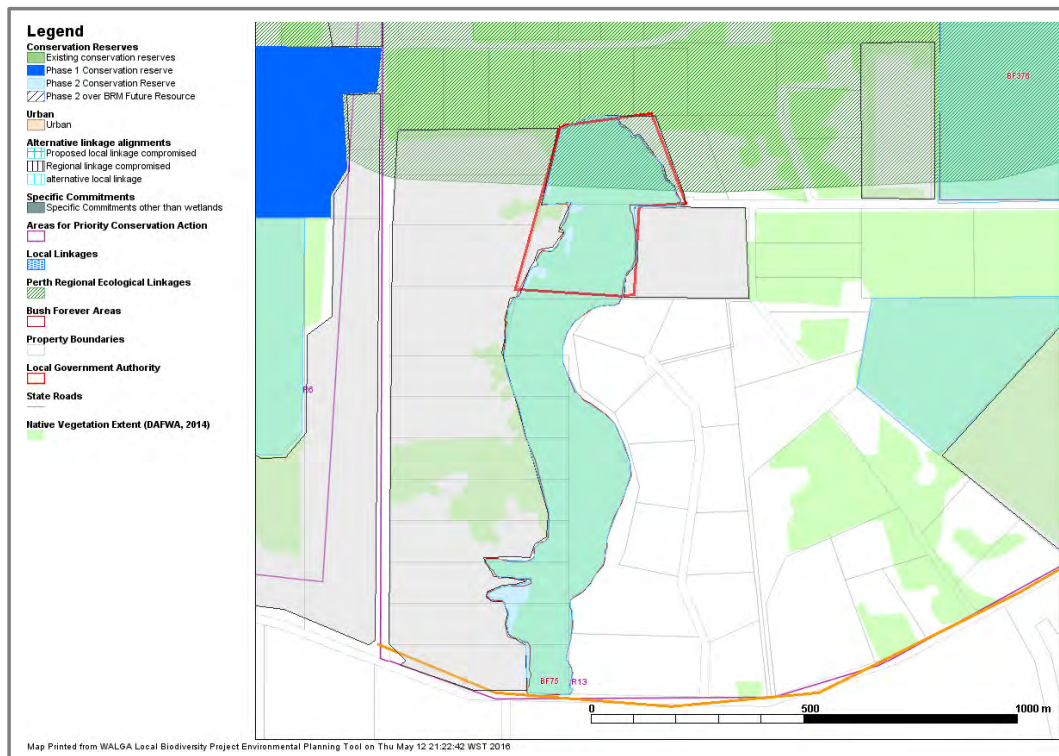 Legend
Conservation Reserves
Existing conservation reserves
Phase 1 Conservation reserve
Phase 2 Conservation Reserve
Phase 2 over BRM Future Resource
Urban
Urban
Alternative linkage alignments
Proposed local linkage compromised
Regional linkage compromised
alternative local linkage
Specific Commitments
Specific Commitments other than wetlands
Areas for Priority Conservation Action
Local Linkages
Perth Regional Ecological Linkages
Bush Forever Areas
Property Boundaries
Local Government Authority
State Roads
Native Vegetation Extent (DAFWA, 2014)
BF376
R6
BF75
R13
0 500 1000 m
Map Printed from WALGA Local Biodiversity Project Environmental Planning Tool on Thu May 12 21:22:42 WST 2016